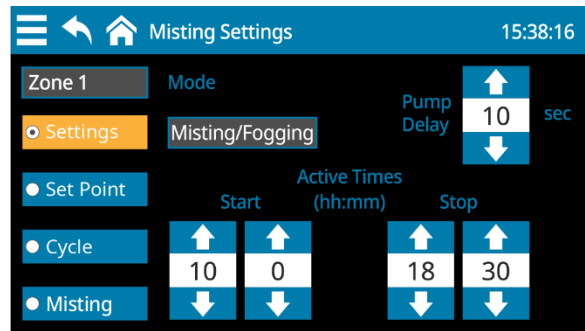 Misting Settings 15:38:16
Zone 1
Mode
Pump
Delay
10
sec
Settings
Misting/Fogging
Set Point
Active Times
Start (hh:mm) Stop
Cycle
10 0 18 30
Misting